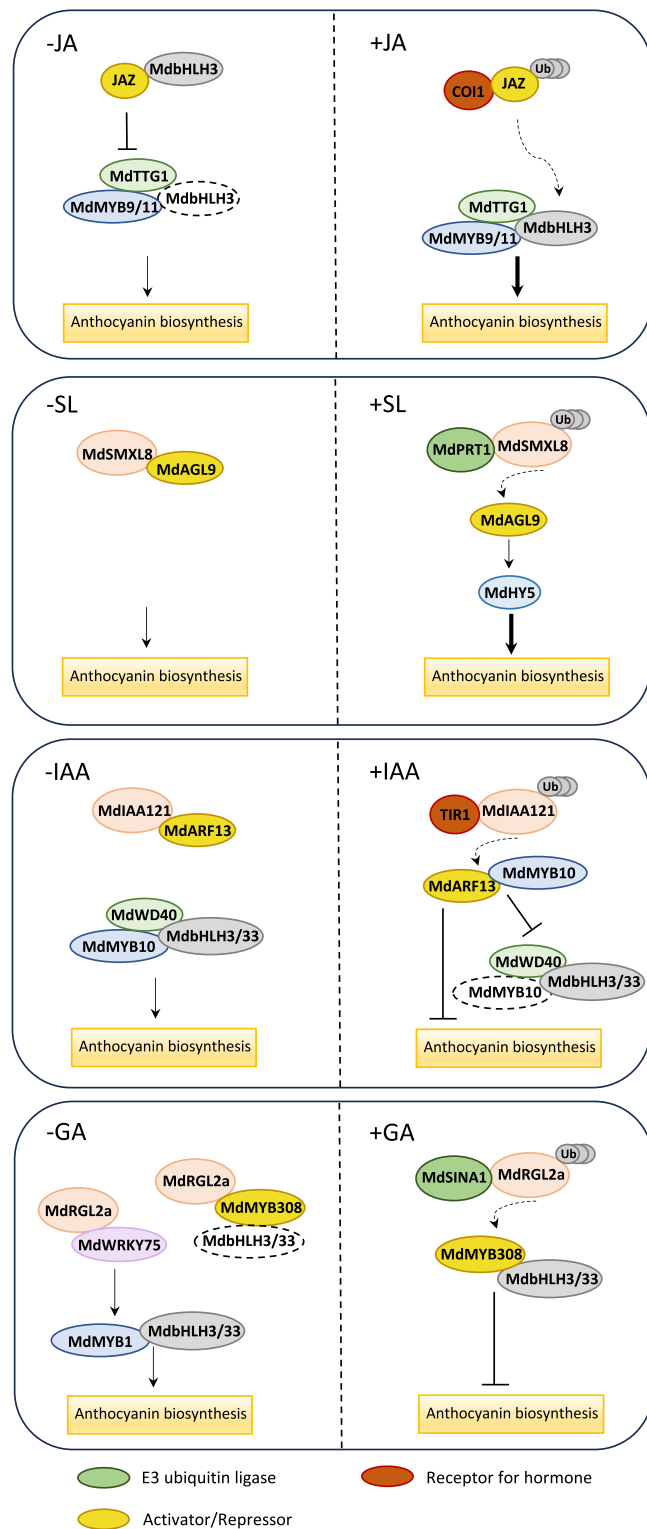 -JA
JAZ
MdbHLH3
MdTTG1
MdMYB9/11
MdbHLH3
Anthocyanin biosynthesis
+JA
COI1
JAZ
Ub
MdTTG1
MdMYB9/11
MdbHLH3
Anthocyanin biosynthesis
-SL
MdSMXL8
MdAGL9
Anthocyanin biosynthesis
+SL
MdPRT1
MdSMXL8
Ub
MdAGL9
MdHY5
Anthocyanin biosynthesis
-IAA
MdIAA121
MdARF13
MdWD40
MdMYB10
MdbHLH3/33
Anthocyanin biosynthesis
+IAA
TIR1
MdIAA121
Ub
MdARF13
MdMYB10
MdWD40
MdMYB10
MdbHLH3/33
Anthocyanin biosynthesis
-GA
MdRGL2a
MdWRKY75
MdRGL2a
MdMYB308
MdbHLH3/33
MdMYB1
MdbHLH3/33
Anthocyanin biosynthesis
+GA
MdSINA1
MdRGL2a
Ub
MdMYB308
MdbHLH3/33
Anthocyanin biosynthesis
E3 ubiquitin ligase
Receptor for hormone
Activator/Repressor